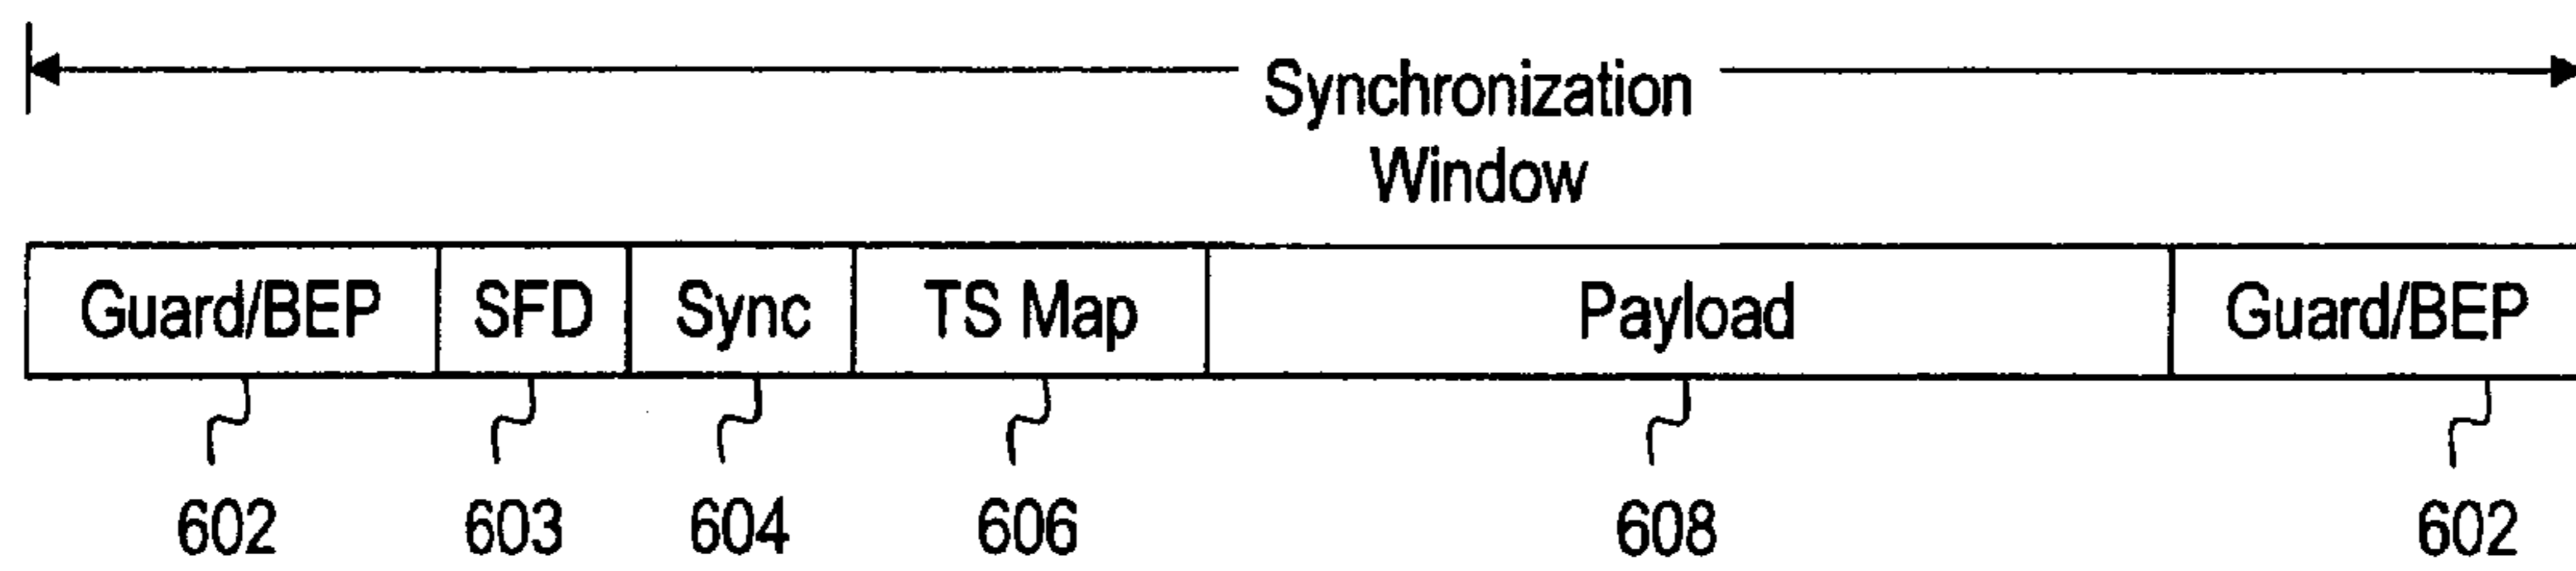 Synchronization
Window
Guard/BEP SFD Sync TS Map Payload Guard/BEP
602 603 604 606 608 602